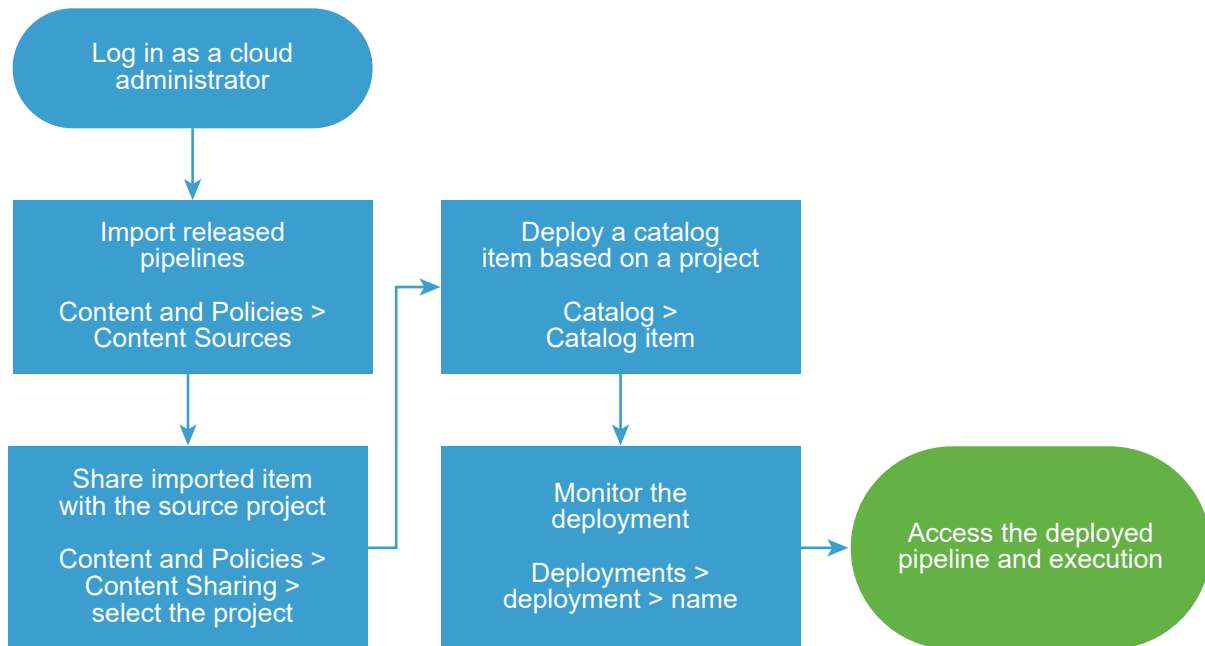 Log in as a cloud
administrator
Import released
pipelines
Content and Policies >
Content Sources
Share imported item
with the source project
Content and Policies >
Content Sharing >
select the project
Deploy a catalog
item based on a project
Catalog >
Catalog item
Monitor the
deployment
Deployments >
deployment > name
Access the deployed
pipeline and execution